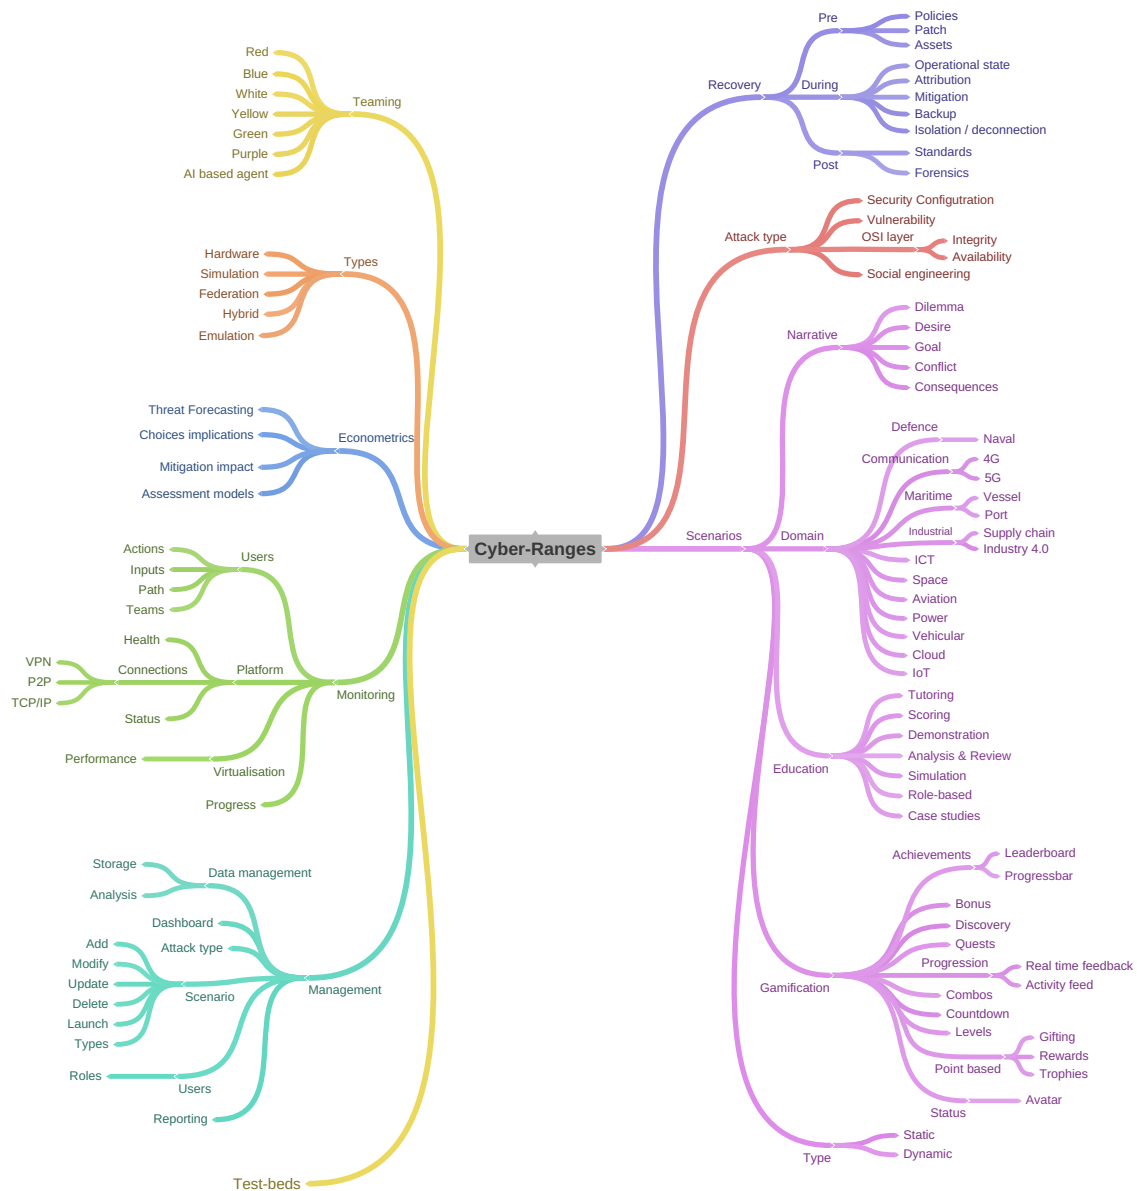 Cyber-Ranges
Teaming
Red
Blue
White
Yellow
Green
Purple
AI based agent
Types
Hardware
Simulation
Federation
Hybrid
Emulation
Econometrics
Threat Forecasting
Choices implications
Mitigation impact
Assessment models
Monitoring
Users
Actions
Inputs
Path
Teams
Platform
Health
Connections
VPN
P2P
TCP/IP
Status
Virtualisation
Performance
Progress
Management
Data management
Storage
Analysis
Dashboard
Attack type
Scenario
Add
Modify
Update
Delete
Launch
Types
Users
Roles
Reporting
Test-beds
Recovery
Pre
Policies
Patch
Assets
During
Operational state
Attribution
Mitigation
Backup
Isolation / deconnection
Post
Standards
Forensics
Attack type
Security Configutration
Vulnerability
OSI layer
Integrity
Availability
Social engineering
Scenarios
Narrative
Dilemma
Desire
Goal
Conflict
Consequences
Domain
Defence
Naval
Communication
4G
5G
Maritime
Vessel
Port
Industrial
Supply chain
Industry 4.0
ICT
Space
Aviation
Power
Vehicular
Cloud
IoT
Education
Tutoring
Scoring
Demonstration
Analysis & Review
Simulation
Role-based
Case studies
Gamification
Achievements
Leaderboard
Progressbar
Bonus
Discovery
Quests
Progression
Real time feedback
Activity feed
Combos
Countdown
Levels
Point based
Gifting
Rewards
Trophies
Status
Avatar
Type
Static
Dynamic